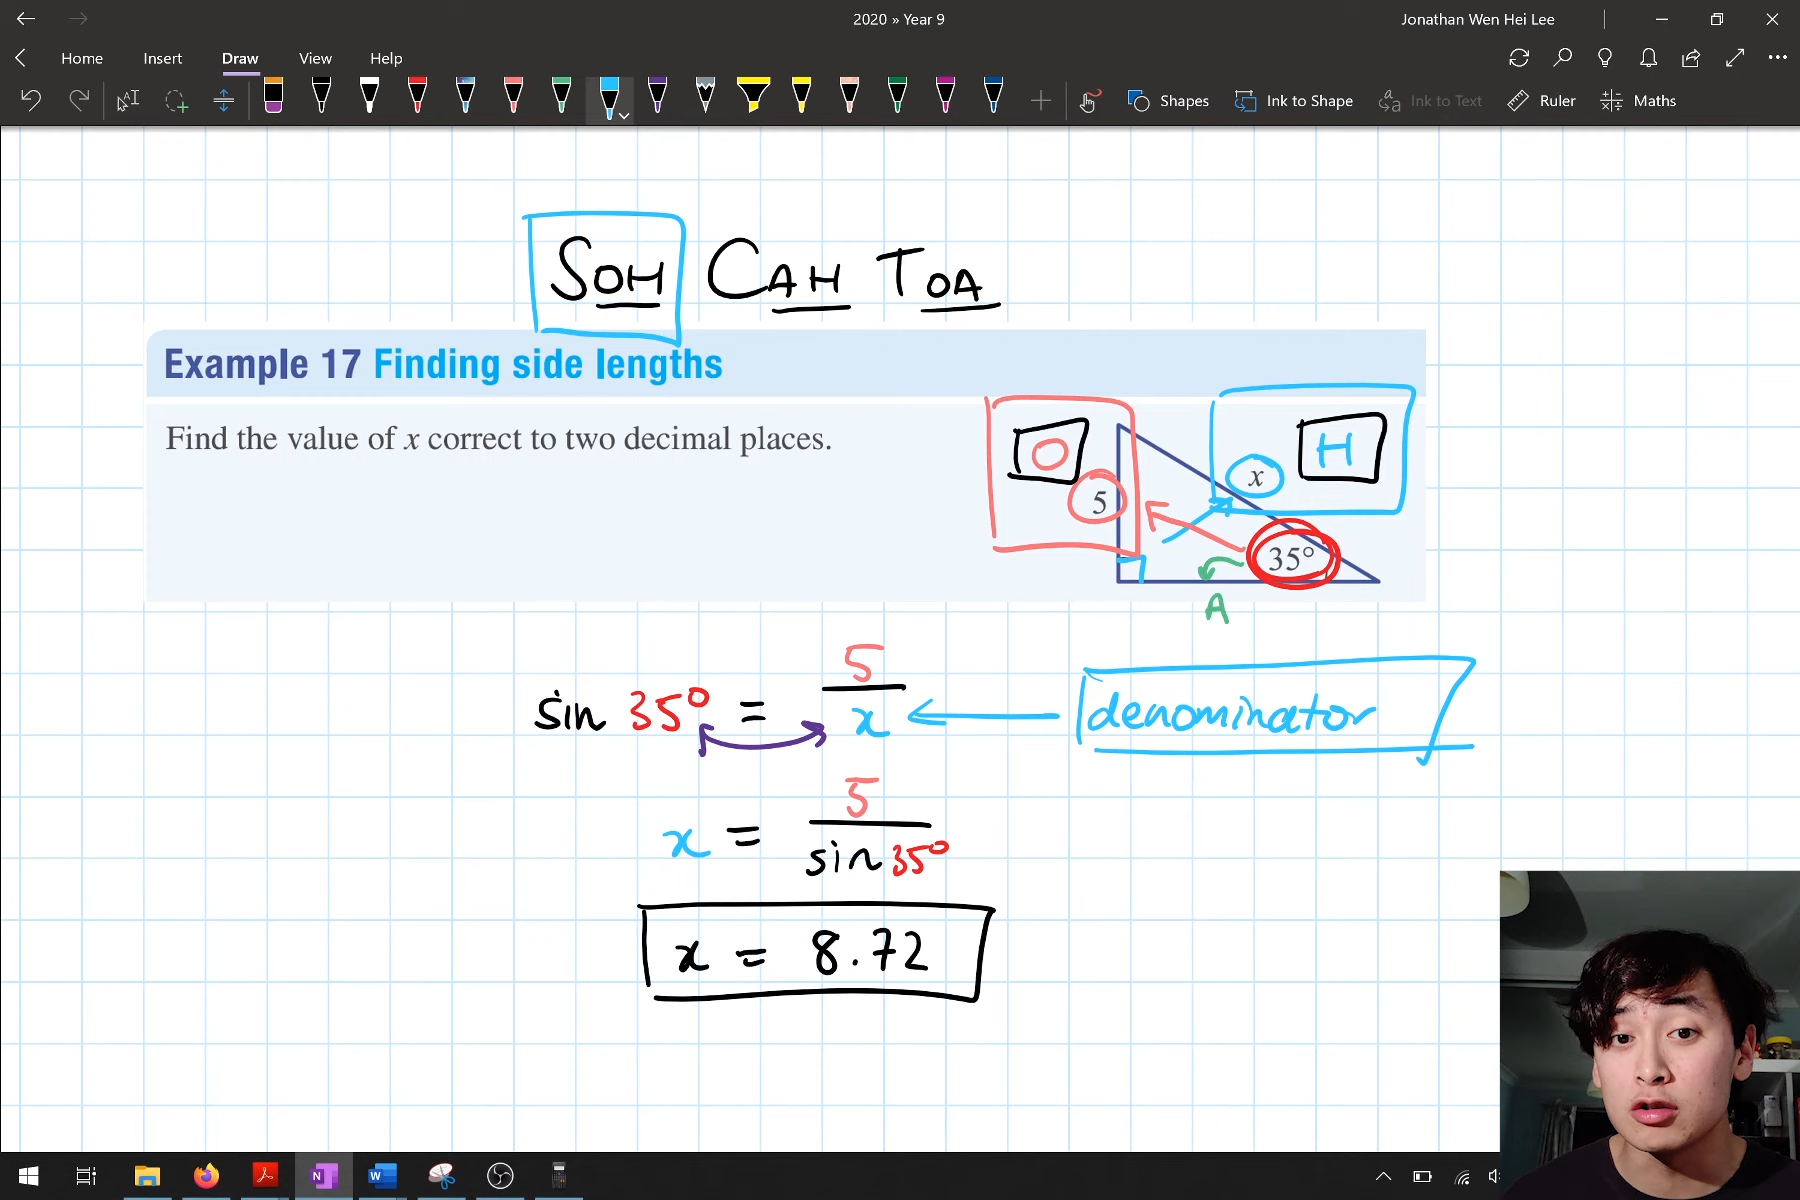 2020 » Year 9
Jonathan Wen Hei Lee
Home Insert Draw View Help
Shapes Ink to Shape Ink to Text Ruler Maths
SOH CAH TOA
Example 17 Finding side lengths
Find the value of x correct to two decimal places.
O
H
x
5
35°
A
sin 35° = 5/x
denominator
x = 5/sin 35°
x = 8.72